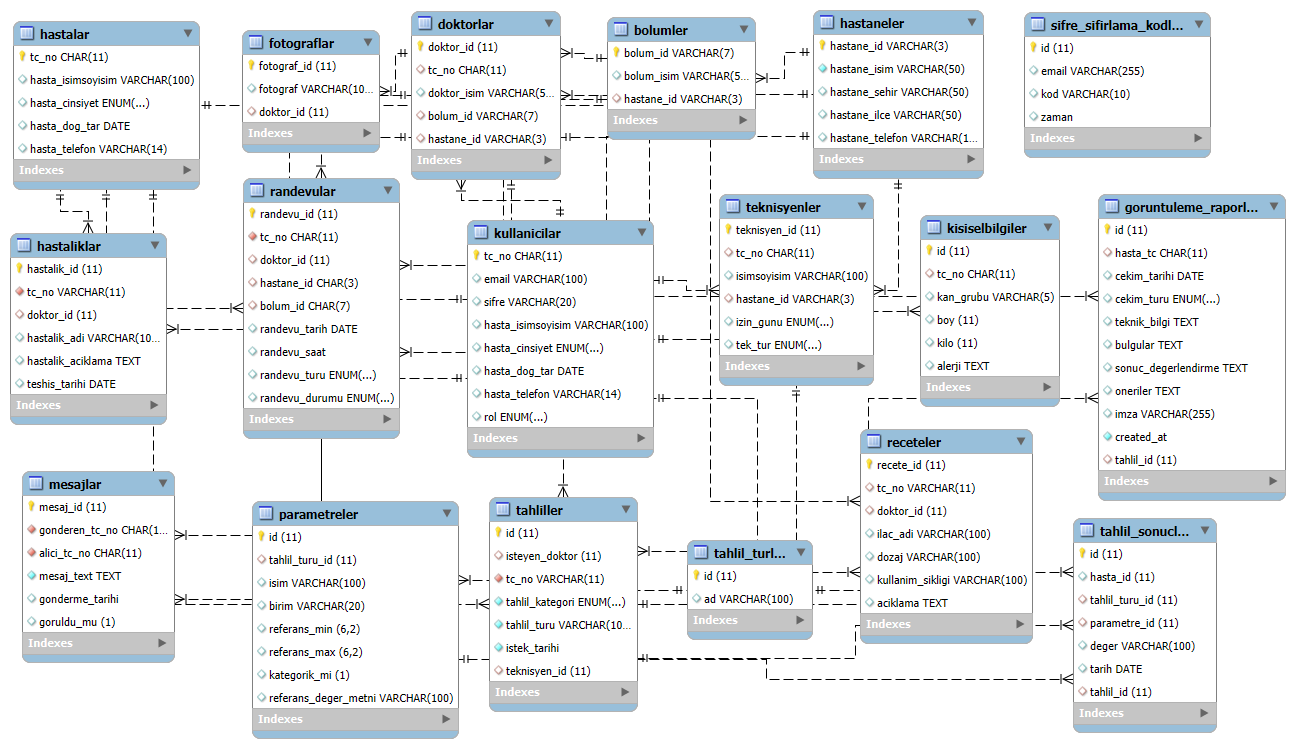 hastalar
tc_no CHAR(11)
hasta_isimsoyisim VARCHAR(100)
hasta_cinsiyet ENUM(...)
hasta_dog_tar DATE
hasta_telefon VARCHAR(14)
Indexes
fotograflar
fotograf_id (11)
fotograf VARCHAR(10...
doktor_id (11)
Indexes
doktorlar
doktor_id (11)
tc_no CHAR(11)
doktor_isim VARCHAR(5...
bolum_id VARCHAR(7)
hastane_id VARCHAR(3)
Indexes
bolumler
bolum_id VARCHAR(7)
bolum_isim VARCHAR(5...
hastane_id VARCHAR(3)
Indexes
hastaneler
hastane_id VARCHAR(3)
hastane_isim VARCHAR(50)
hastane_sehir VARCHAR(50)
hastane_ilce VARCHAR(50)
hastane_telefon VARCHAR(1...
Indexes
sifre_sifirlama_kodl...
id (11)
email VARCHAR(255)
kod VARCHAR(10)
zaman
Indexes
hastaliklar
hastalik_id (11)
tc_no VARCHAR(11)
doktor_id (11)
hastalik_adi VARCHAR(10...
hastalik_aciklama TEXT
teshis_tarihi DATE
Indexes
randevular
randevu_id (11)
tc_no CHAR(11)
doktor_id (11)
hastane_id CHAR(3)
bolum_id CHAR(7)
randevu_tarih DATE
randevu_saat
randevu_turu ENUM(...)
randevu_durumu ENUM(...)
Indexes
kullanicilar
tc_no CHAR(11)
email VARCHAR(100)
sifre VARCHAR(20)
hasta_isimsoyisim VARCHAR(100)
hasta_cinsiyet ENUM(...)
hasta_dog_tar DATE
hasta_telefon VARCHAR(14)
rol ENUM(...)
Indexes
teknisyenler
teknisyen_id (11)
tc_no CHAR(11)
isimsoyisim VARCHAR(100)
hastane_id VARCHAR(3)
izin_gunu ENUM(...)
tek_tur ENUM(...)
Indexes
kisiselbilgiler
id (11)
tc_no CHAR(11)
kan_grubu VARCHAR(5)
boy (11)
kilo (11)
alerji TEXT
Indexes
goruntuleme_raporl...
id (11)
hasta_tc CHAR(11)
cekim_tarihi DATE
cekim_turu ENUM(...)
teknik_bilgi TEXT
bulgular TEXT
sonuc_degerlendirme TEXT
oneriler TEXT
imza VARCHAR(255)
created_at
tahlil_id (11)
Indexes
mesajlar
mesaj_id (11)
gonderen_tc_no CHAR(1...
alici_tc_no CHAR(11)
mesaj_text TEXT
gonderme_tarihi
goruldu_mu (1)
Indexes
parametreler
id (11)
tahlil_turu_id (11)
isim VARCHAR(100)
birim VARCHAR(20)
referans_min (6,2)
referans_max (6,2)
kategorik_mi (1)
referans_deger_metni VARCHAR(100)
Indexes
tahliller
id (11)
isteyen_doktor (11)
tc_no VARCHAR(11)
tahlil_kategori ENUM(...)
tahlil_turu VARCHAR(10...
istek_tarihi
teknisyen_id (11)
Indexes
tahlil_turl...
id (11)
ad VARCHAR(100)
Indexes
receteler
recete_id (11)
tc_no VARCHAR(11)
doktor_id (11)
ilac_adi VARCHAR(100)
dozaj VARCHAR(100)
kullanim_sikligi VARCHAR(100)
aciklama TEXT
Indexes
tahlil_sonucl...
id (11)
hasta_id (11)
tahlil_turu_id (11)
parametre_id (11)
deger VARCHAR(100)
tarih DATE
tahlil_id (11)
Indexes